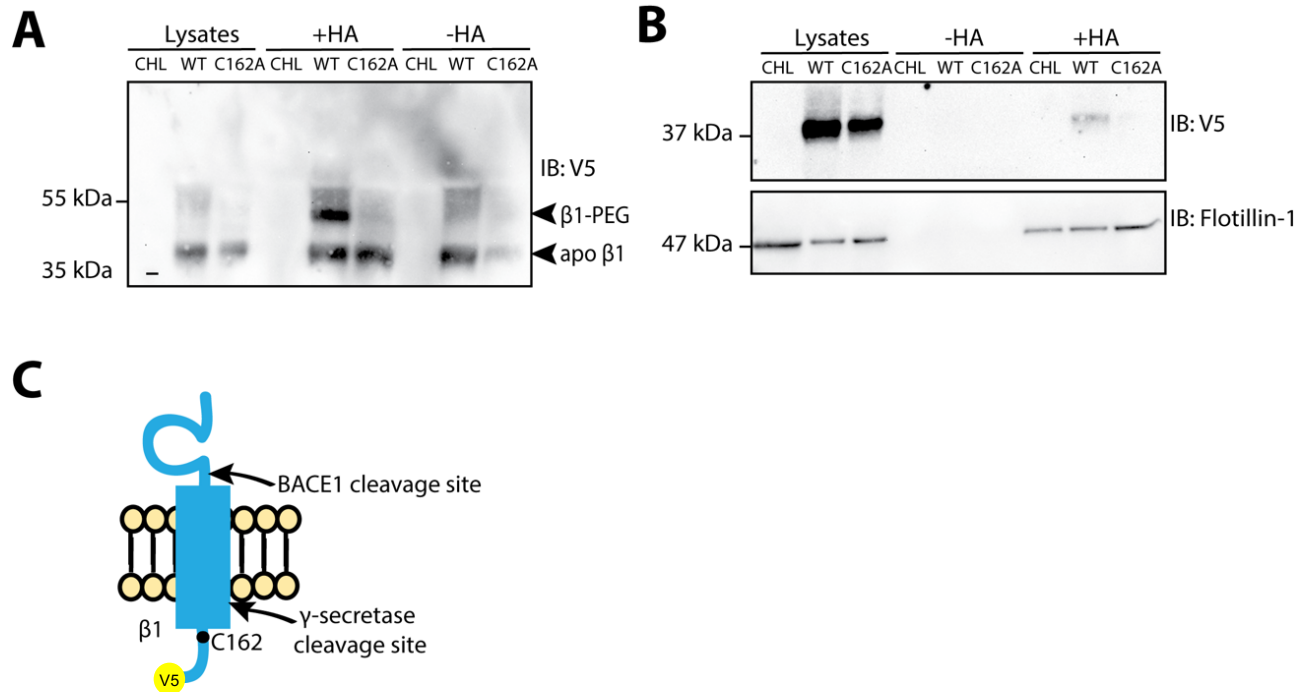 A
Lysates +HA -HA
CHL WT C162A CHL WT C162A CHL WT C162A
IB: V5
55 kDa
β1-PEG
apo β1
35 kDa
B
Lysates -HA +HA
CHL WT C162A CHL WT C162A CHL WT C162A
37 kDa
IB: V5
IB: Flotillin-1
47 kDa
C
BACE1 cleavage site
β1
C162
γ-secretase
cleavage site
V5